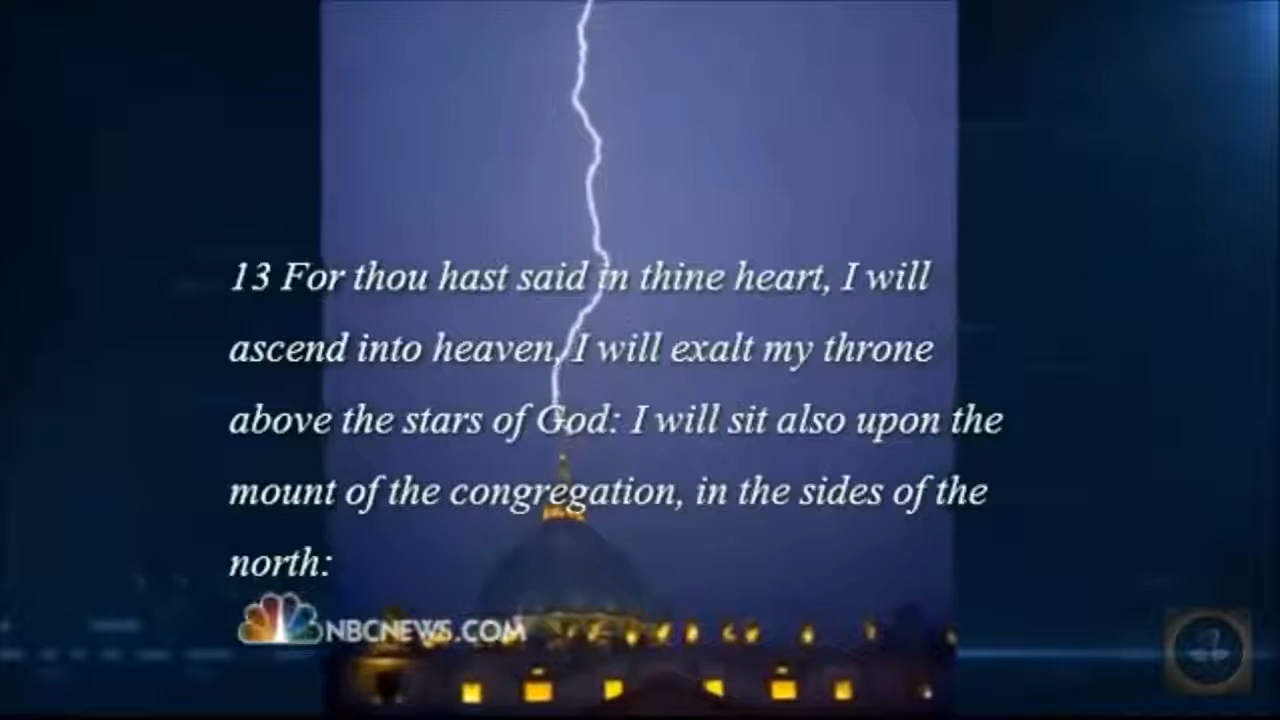 13 For thou hast said in thine heart, I will
ascend into heaven, I will exalt my throne
above the stars of God: I will sit also upon the
mount of the congregation, in the sides of the
north:
NBCNEWS.COM